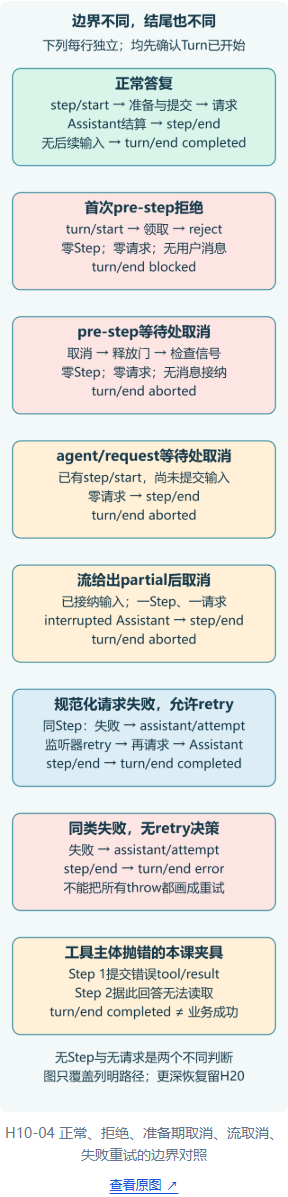 边界不同，结尾也不同
下列每行独立；均先确认Turn已开始
正常答复
step/start → 准备与提交 → 请求
Assistant结算 → step/end
无后续输入 → turn/end completed
首次pre-step拒绝
turn/start → 领取 → reject
零Step；零请求；无用户消息
turn/end blocked
pre-step等待处取消
取消 → 释放门 → 检查信号
零Step；零请求；无消息接纳
turn/end aborted
agent/request等待处取消
已有step/start，尚未提交输入
零请求 → step/end
turn/end aborted
流给出partial后取消
已接纳输入；一Step、一请求
interrupted Assistant → step/end
turn/end aborted
规范化请求失败，允许retry
同Step：失败 → assistant/attempt
监听器retry → 再请求 → Assistant
step/end → turn/end completed
同类失败，无retry决策
失败 → assistant/attempt
step/end → turn/end error
不能把所有throw都画成重试
工具主体抛错的本课夹具
Step 1提交错误tool/result
Step 2据此回答无法读取
turn/end completed ≠ 业务成功
无Step与无请求是两个不同判断
图只覆盖列明路径；更深恢复留H20
H10-04 正常、拒绝、准备期取消、流取消、
失败重试的边界对照
查看原图 ↗